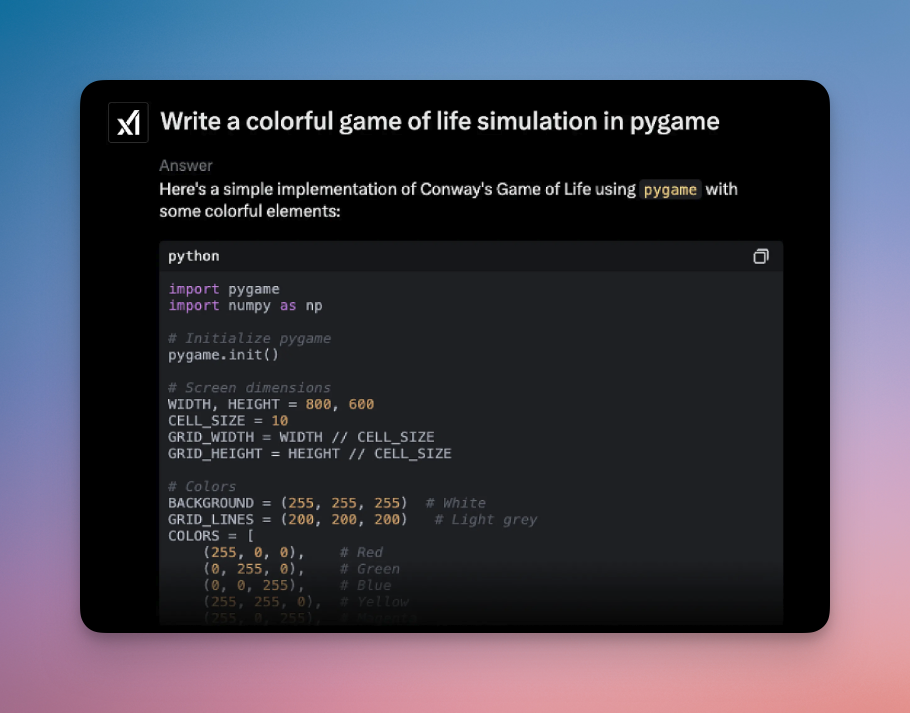 Write a colorful game of life simulation in pygame
Answer
Here's a simple implementation of Conway's Game of Life using pygame with
some colorful elements:
python
import pygame
import numpy as np
# Initialize pygame
pygame.init()
# Screen dimensions
WIDTH, HEIGHT = 800, 600
CELL_SIZE = 10
GRID_WIDTH = WIDTH // CELL_SIZE
GRID_HEIGHT = HEIGHT // CELL_SIZE
# Colors
BACKGROUND = (255, 255, 255)  # White
GRID_LINES = (200, 200, 200)   # Light grey
COLORS = [
    (255, 0, 0),    # Red
    (0, 255, 0),    # Green
    (0, 0, 255),    # Blue
    (255, 255, 0),  # Yellow
    (255, 0, 255),  # Magenta